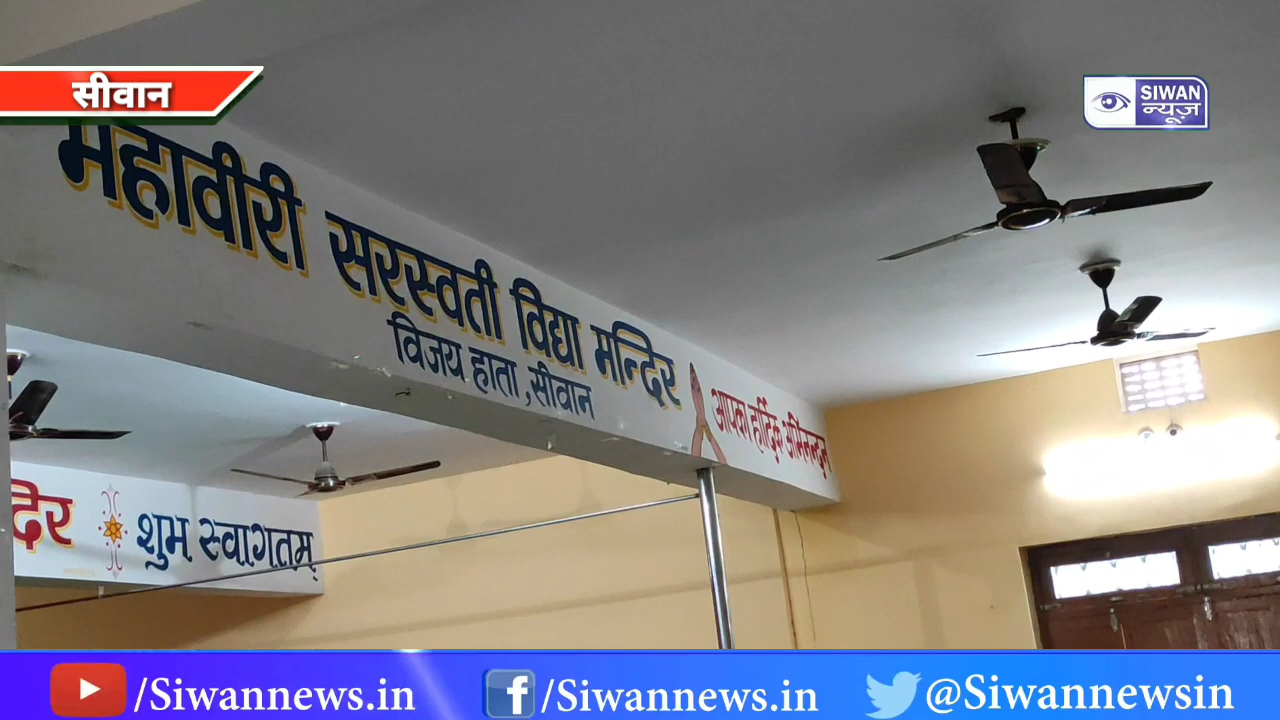 सीवान
SIWAN
न्यूज़
महावीरी सरस्वती विद्या मन्दिर
विजय हाता, सीवान
आपका हार्दिक अभिनन्दन
दिर शुभ स्वागतम्
/Siwannews.in /Siwannews.in @Siwannewsin